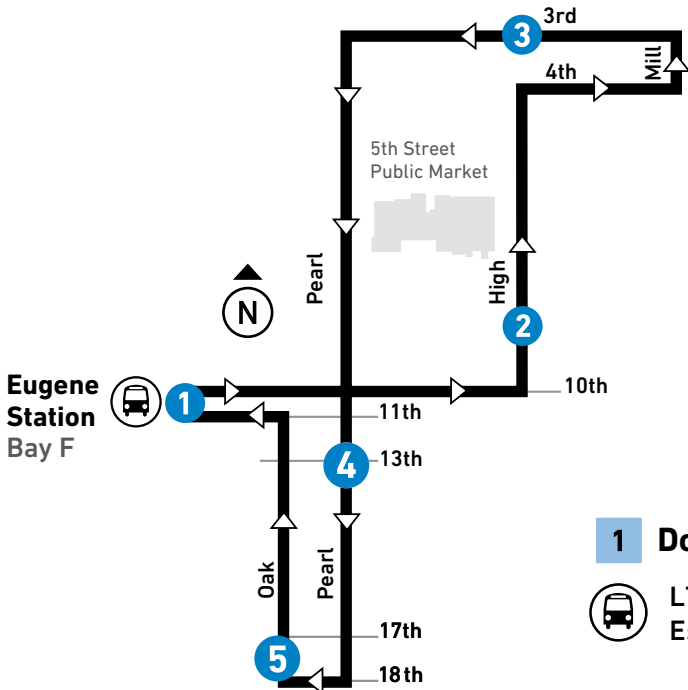 3rd
3
4th
Mill
5th Street
Public Market
Pearl
High
N
2
Eugene
Station
Bay F
1
10th
11th
4
13th
Oak
Pearl
1
17th
5
18th